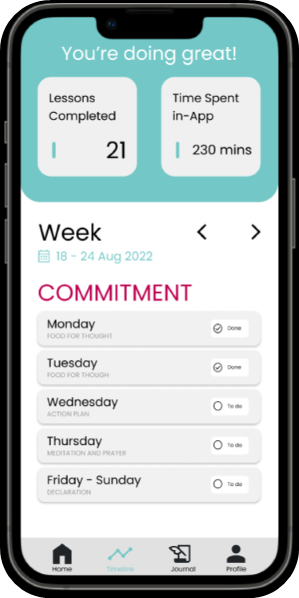 You're doing great!
Lessons
Completed
21
Time Spent
in-App
230 mins
Week
18 - 24 Aug 2022
COMMITMENT
Monday
FOOD FOR THOUGHT
Done
Tuesday
FOOD FOR THOUGH
Done
Wednesday
ACTION PLAN
To do
Thursday
MEDITATION AND PRAYER
To do
Friday - Sunday
DECLARATION
To do
Home
Timeline
Journal
Profile